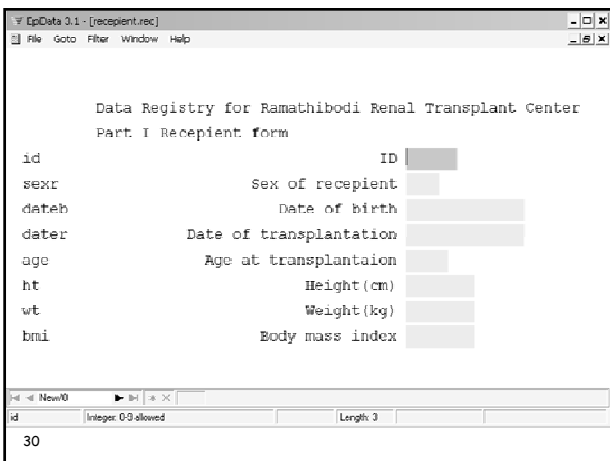 EpiData 3.1 - [recepient.rec]
File Goto Filter Window Help
Data Registry for Ramathibodi Renal Transplant Center
Part I Recepient form
id ID
sexr Sex of recepient
dateb Date of birth
dater Date of transplantation
age Age at transplantaion
ht Height(cm)
wt Weight(kg)
bmi Body mass index
New/0
id Integer: 0-9 allowed Length: 3
30